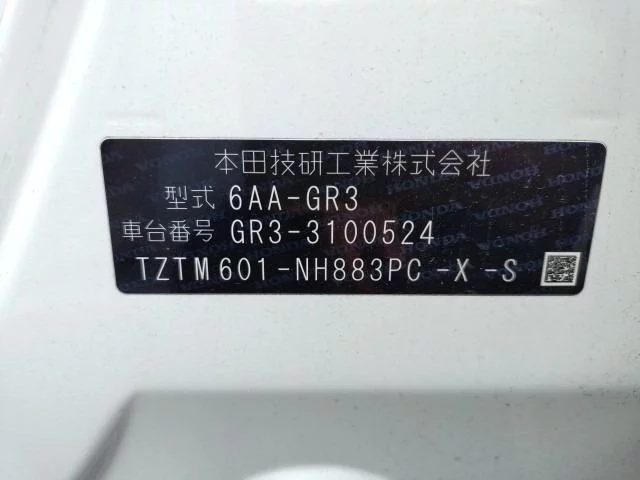 本田技研工業株式会社
型式 6AA-GR3
車台番号 GR3-3100524
TZTM601-NH883PC -X -S